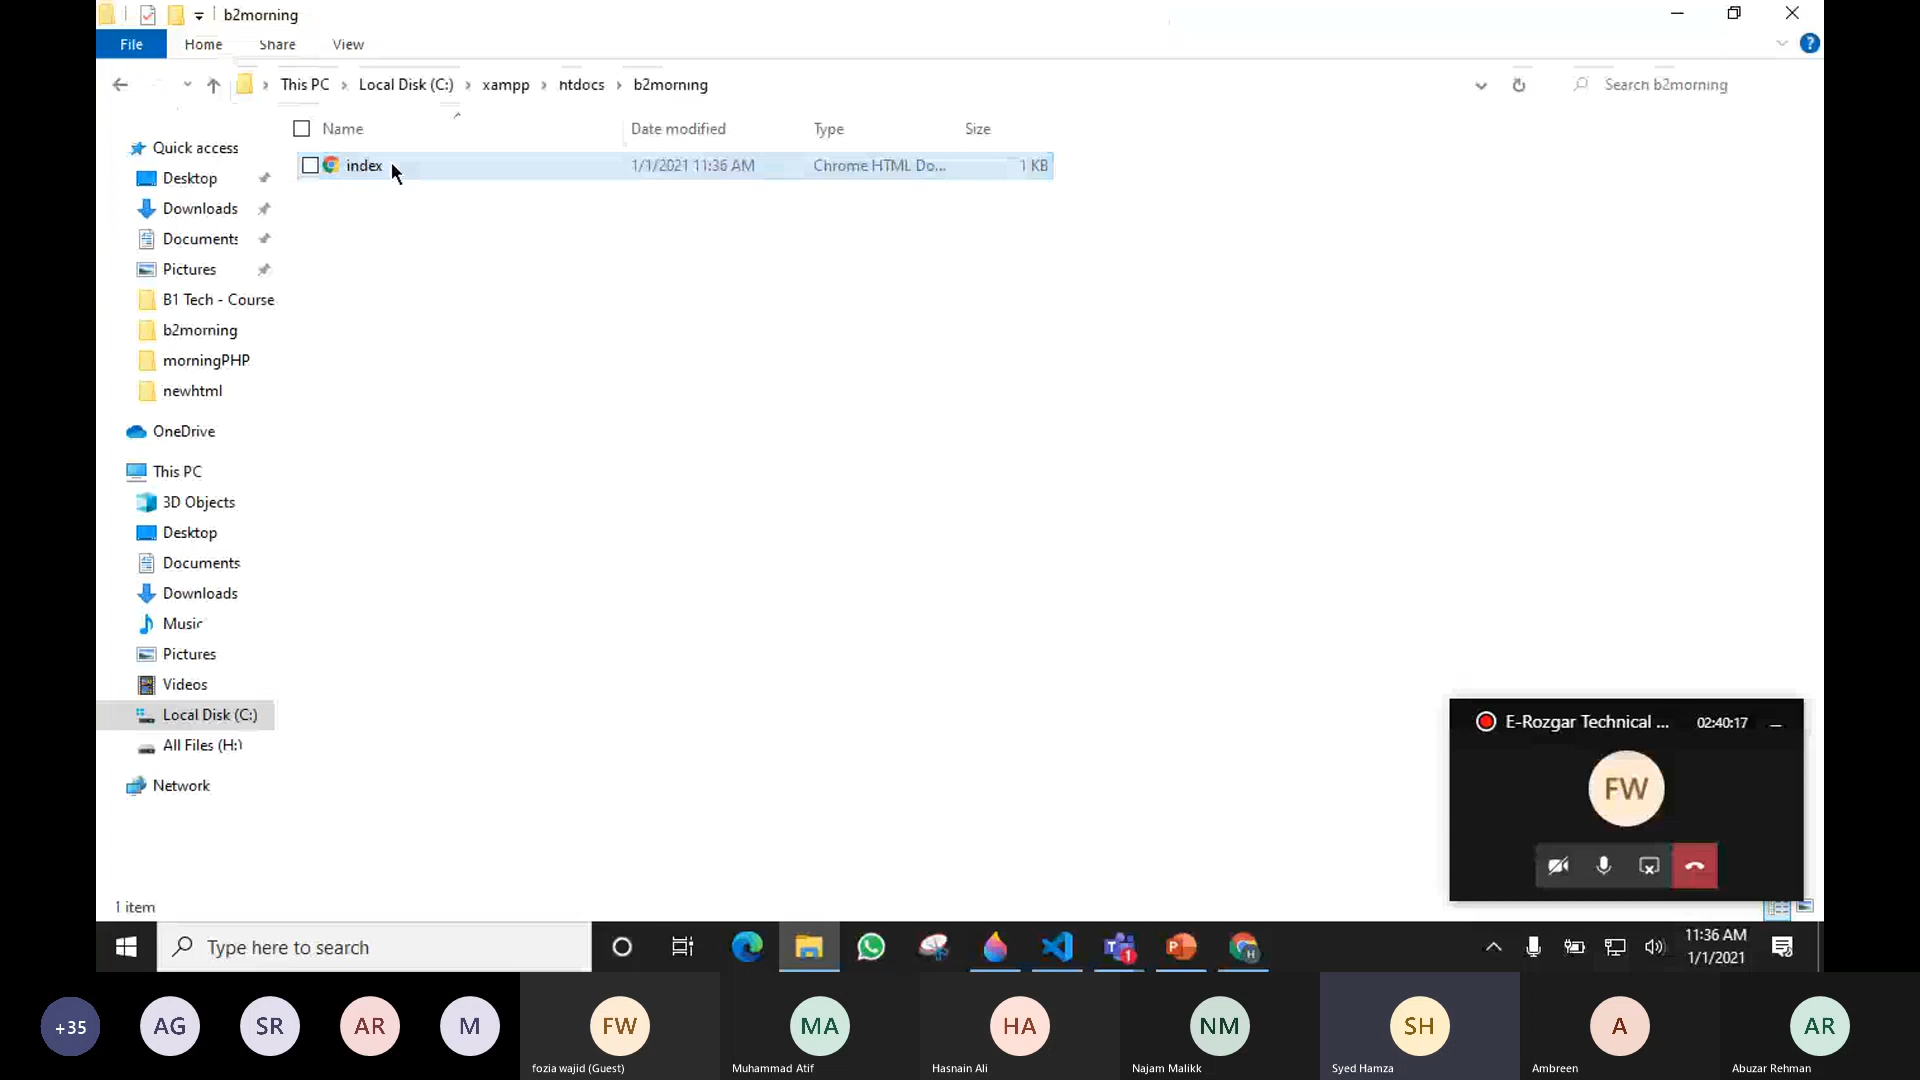 b2morning
File Home Share View
This PC Local Disk (C:) xampp htdocs b2morning
Search b2morning
Name Date modified Type Size
index 1/1/2021 11:36 AM Chrome HTML Do... 1 KB
Quick access
Desktop
Downloads
Documents
Pictures
B1 Tech - Course
b2morning
morningPHP
newhtml
OneDrive
This PC
3D Objects
Desktop
Documents
Downloads
Music
Pictures
Videos
Local Disk (C:)
All Files (H:)
Network
1 item
E-Rozgar Technical ... 02:40:17
FW
Type here to search
1
H
11:36 AM
1/1/2021
+35 AG SR AR M FW MA HA NM SH A AR
fozia wajid (Guest) Muhammad Atif Hasnain Ali Najam Malikk Syed Hamza Ambreen Abuzar Rehman